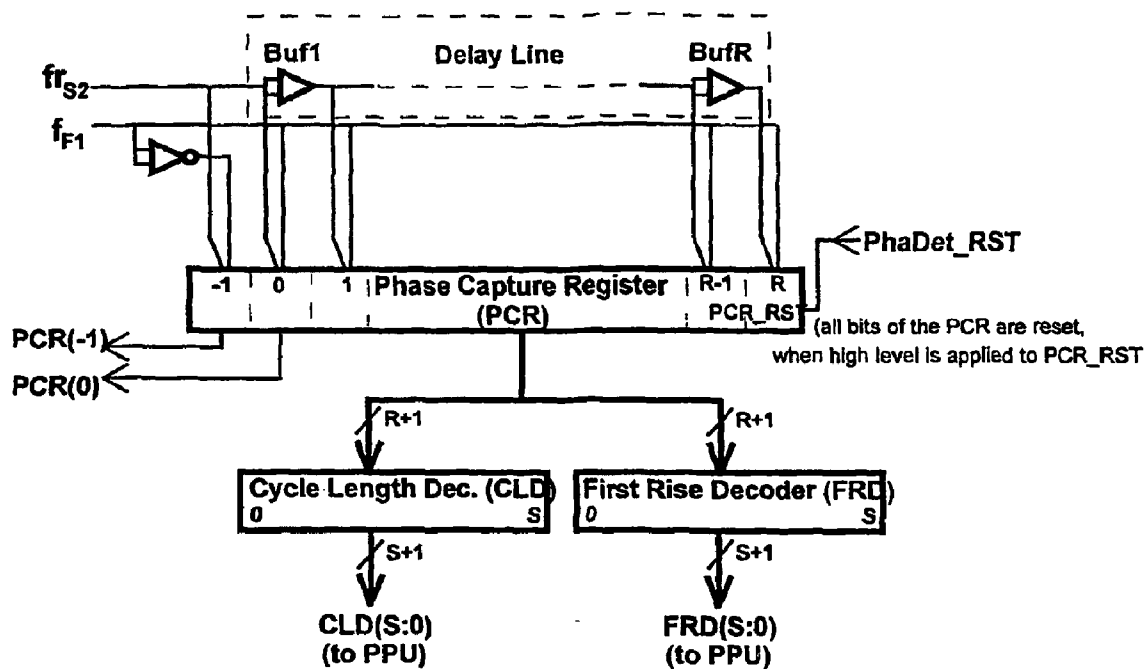 Buf1 Delay Line BufR
frS2
fF1
PhaDet_RST
-1 0 1 Phase Capture Register R-1 R
(PCR) PCR_RST
(all bits of the PCR are reset,
when high level is applied to PCR_RST
PCR(-1)
PCR(0)
R+1 R+1
Cycle Length Dec. (CLD) First Rise Decoder (FRD)
0 S 0 S
S+1 S+1
CLD(S:0) FRD(S:0)
(to PPU) (to PPU)